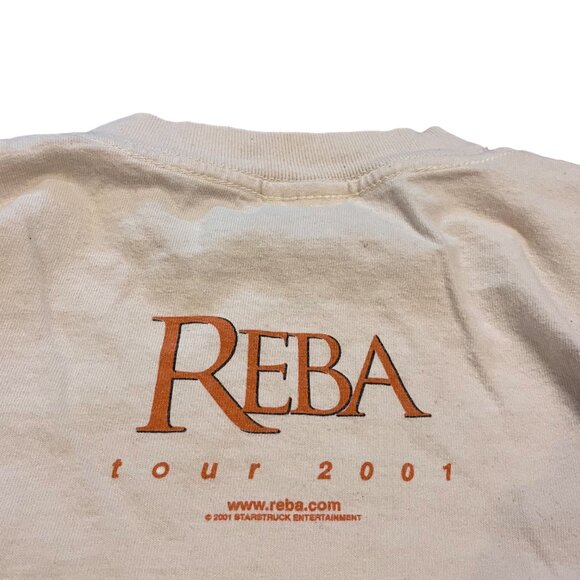 REBA
tour 2001
www.reba.com
© 2001 STARSTRUCK ENTERTAINMENT